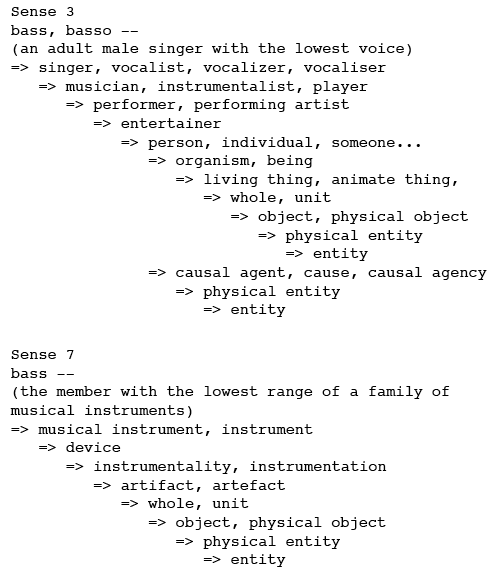 Sense 3
bass, basso --
(an adult male singer with the lowest voice)
=> singer, vocalist, vocalizer, vocaliser
=> musician, instrumentalist, player
=> performer, performing artist
=> entertainer
=> person, individual, someone...
=> organism, being
=> living thing, animate thing,
=> whole, unit
=> object, physical object
=> physical entity
=> entity
=> causal agent, cause, causal agency
=> physical entity
=> entity
Sense 7
bass --
(the member with the lowest range of a family of
musical instruments)
=> musical instrument, instrument
=> device
=> instrumentality, instrumentation
=> artifact, artefact
=> whole, unit
=> object, physical object
=> physical entity
=> entity